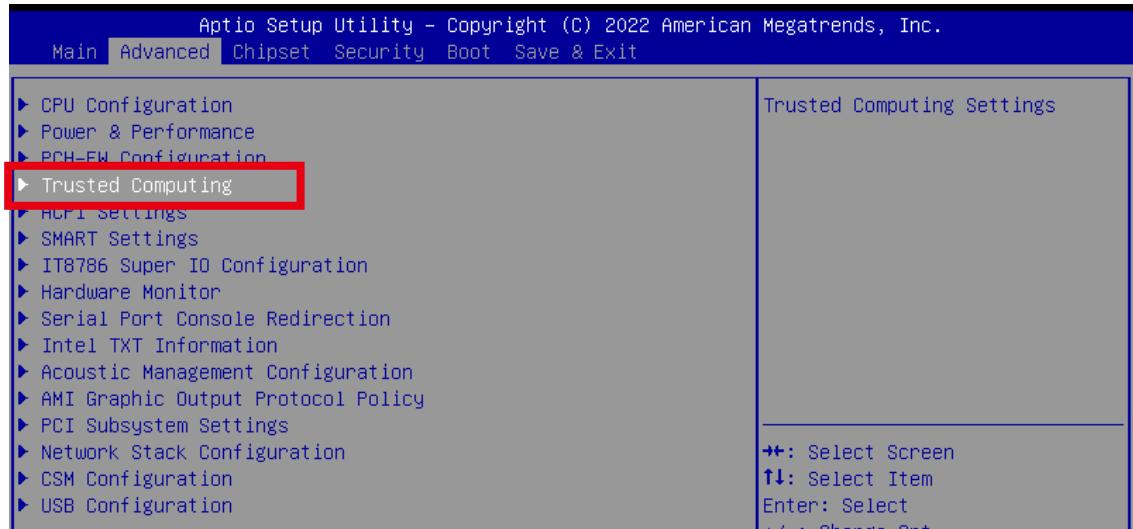 Aptio Setup Utility – Copyright (C) 2022 American Megatrends, Inc.
Main Advanced Chipset Security Boot Save & Exit
▶ CPU Configuration
▶ Power & Performance
▶ PCH-FW Configuration
▶ Trusted Computing
▶ ACPI Settings
▶ SMART Settings
▶ IT8786 Super IO Configuration
▶ Hardware Monitor
▶ Serial Port Console Redirection
▶ Intel TXT Information
▶ Acoustic Management Configuration
▶ AMI Graphic Output Protocol Policy
▶ PCI Subsystem Settings
▶ Network Stack Configuration
▶ CSM Configuration
▶ USB Configuration
Trusted Computing Settings
→←: Select Screen
↑↓: Select Item
Enter: Select
+/-: Change Opt.